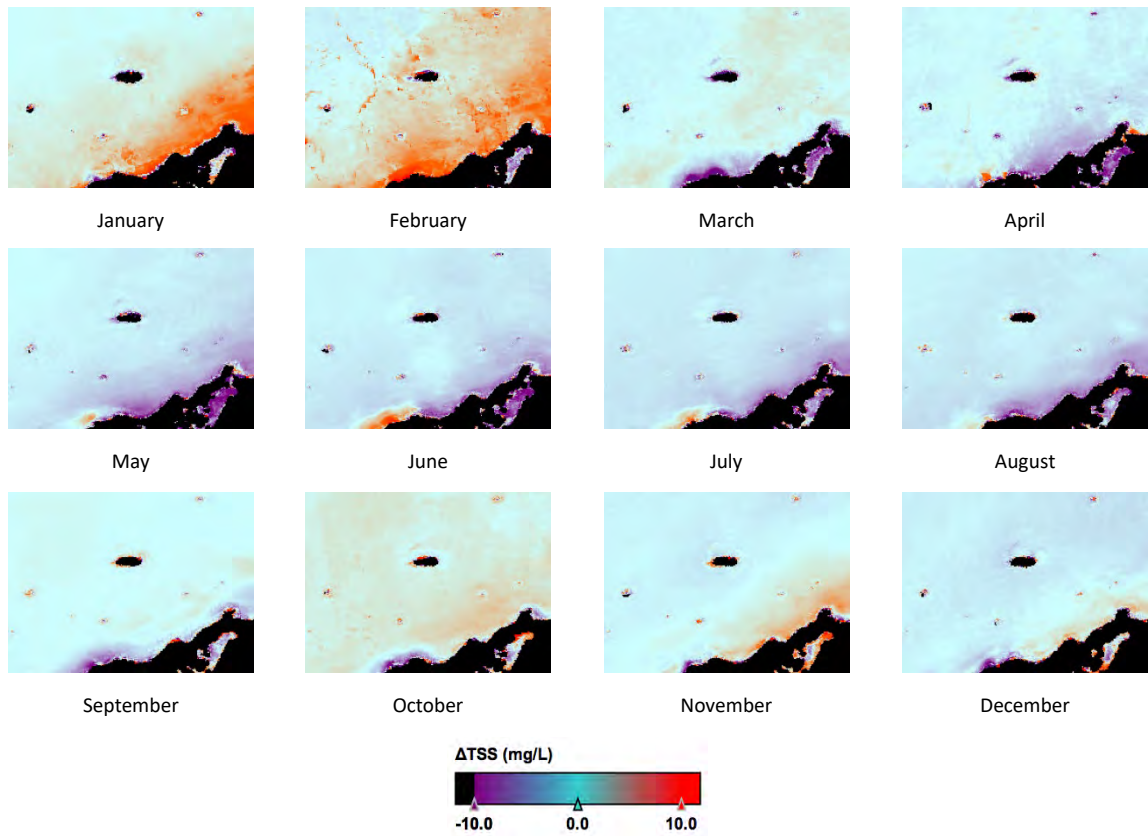 January February March April
May June July August
September October November December
ΔTSS (mg/L)
-10.0 0.0 10.0